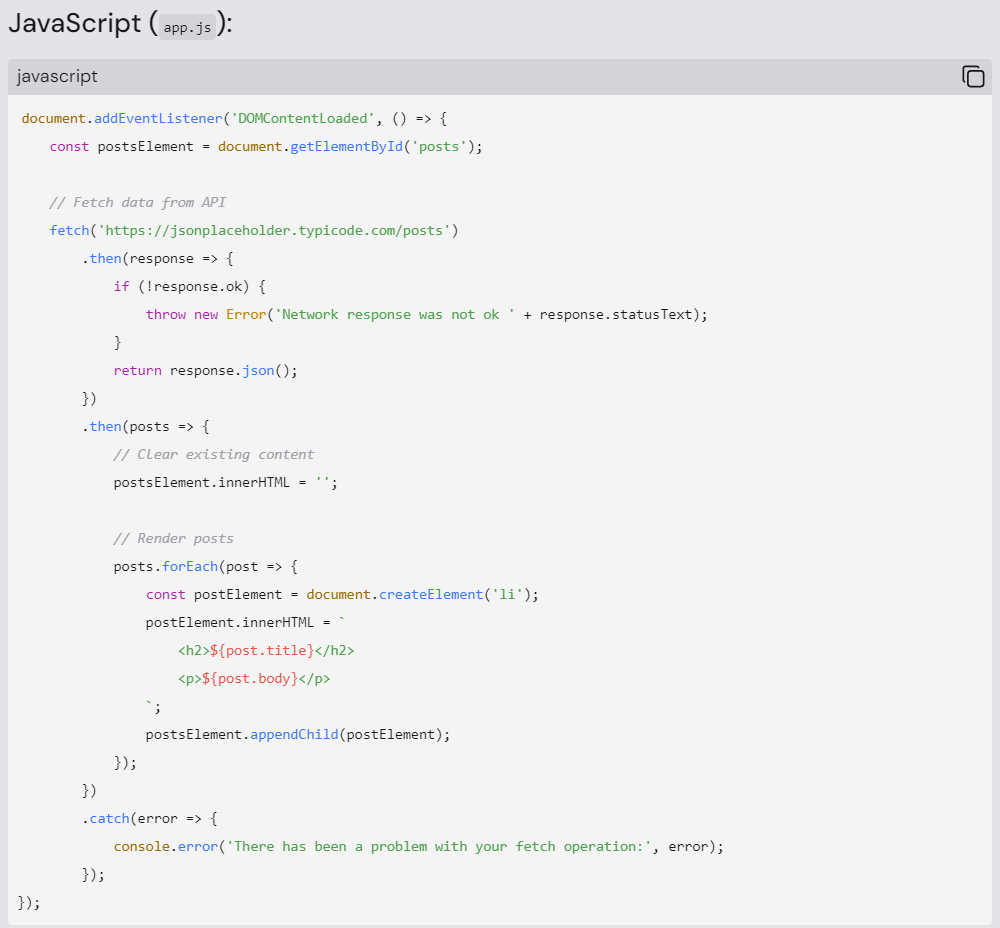 JavaScript (app.js):
javascript
document.addEventListener('DOMContentLoaded', () => {
    const postsElement = document.getElementById('posts');

    // Fetch data from API
    fetch('https://jsonplaceholder.typicode.com/posts')
        .then(response => {
            if (!response.ok) {
                throw new Error('Network response was not ok ' + response.statusText);
            }
            return response.json();
        })
        .then(posts => {
            // Clear existing content
            postsElement.innerHTML = '';

            // Render posts
            posts.forEach(post => {
                const postElement = document.createElement('li');
                postElement.innerHTML = `
                    <h2>${post.title}</h2>
                    <p>${post.body}</p>
                `;
                postsElement.appendChild(postElement);
            });
        })
        .catch(error => {
            console.error('There has been a problem with your fetch operation:', error);
        });
});